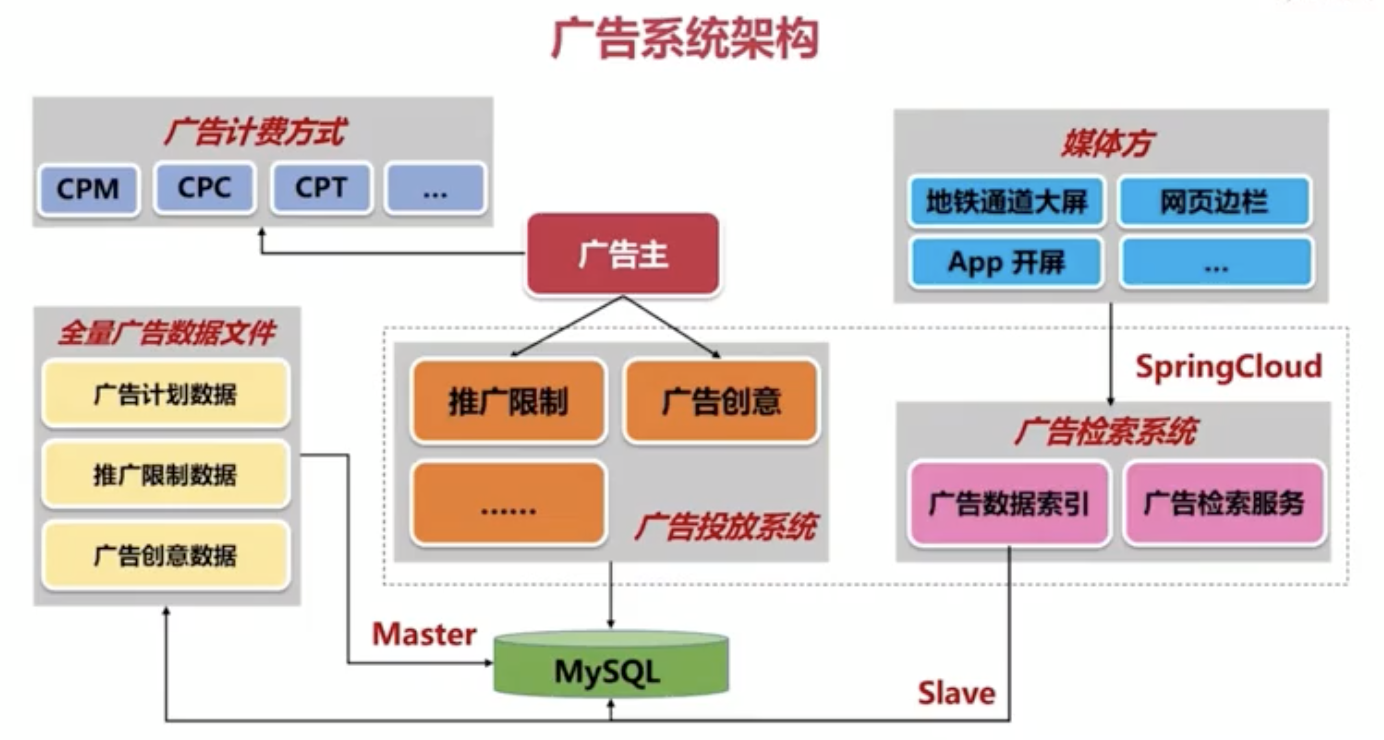 广告系统架构
广告计费方式
CPM
CPC
CPT
...
媒体方
地铁通道大屏
网页边栏
App 开屏
...
广告主
全量广告数据文件
广告计划数据
推广限制数据
广告创意数据
推广限制
广告创意
......
广告投放系统
SpringCloud
广告检索系统
广告数据索引
广告检索服务
Master
MySQL
Slave